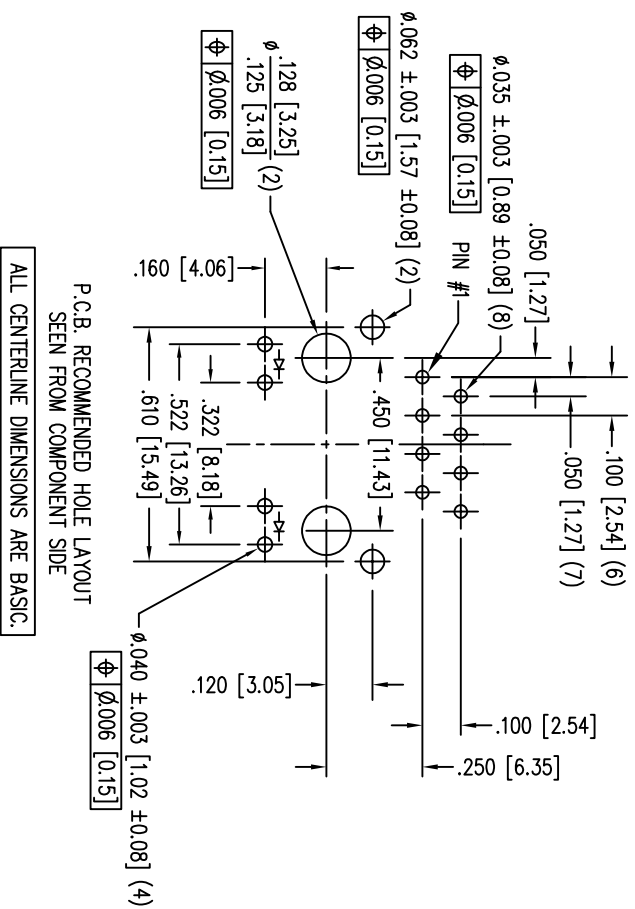 Ø.062 ±.003 [1.57 ±0.08] (2)
⌖ Ø.006 [0.15]
Ø.035 ±.003 [0.89 ±0.08] (8)
⌖ Ø.006 [0.15]
.050 [1.27]
PIN #1
Ø .128 [3.25]
.125 [3.18] (2)
⌖ Ø.006 [0.15]
.100 [2.54] (6)
.050 [1.27] (7)
.160 [4.06]
.450 [11.43]
.322 [8.18]
.522 [13.26]
.610 [15.49]
.100 [2.54]
.250 [6.35]
.120 [3.05]
Ø.040 ±.003 [1.02 ±0.08] (4)
⌖ Ø.006 [0.15]
P.C.B. RECOMMENDED HOLE LAYOUT
SEEN FROM COMPONENT SIDE
ALL CENTERLINE DIMENSIONS ARE BASIC.